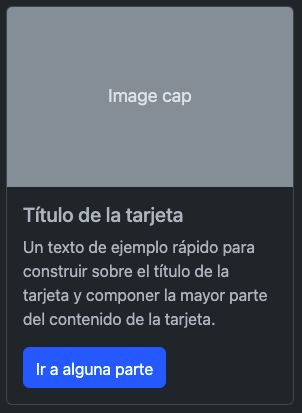 Image cap
Título de la tarjeta
Un texto de ejemplo rápido para
construir sobre el título de la
tarjeta y componer la mayor parte
del contenido de la tarjeta.
Ir a alguna parte